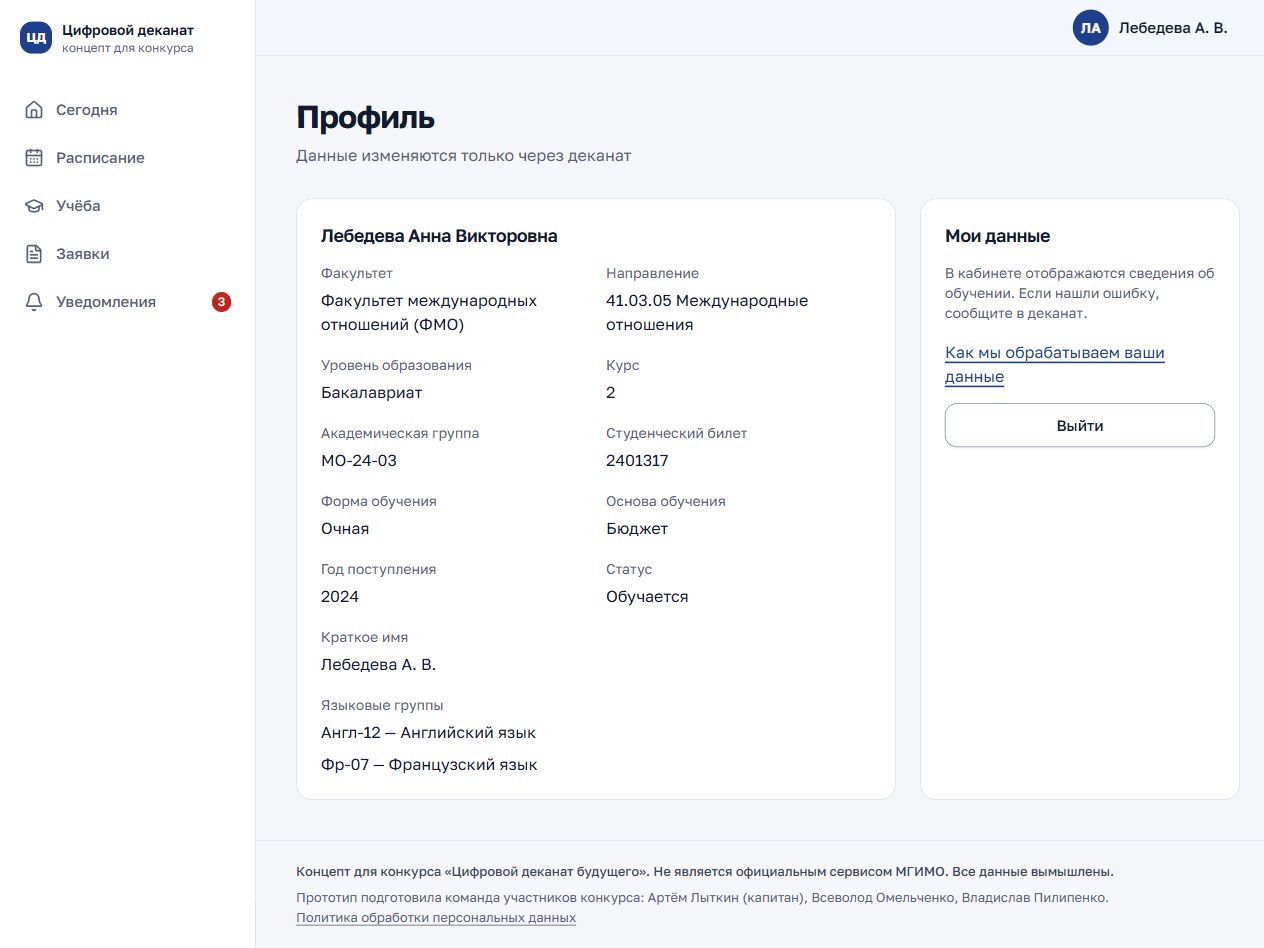 ЦД
Цифровой деканат
концепт для конкурса
Сегодня
Расписание
Учёба
Заявки
Уведомления
3
ЛА
Лебедева А. В.
Профиль
Данные изменяются только через деканат
Лебедева Анна Викторовна
Факультет
Факультет международных
отношений (ФМО)
Направление
41.03.05 Международные
отношения
Уровень образования
Бакалавриат
Курс
2
Академическая группа
МО-24-03
Студенческий билет
2401317
Форма обучения
Очная
Основа обучения
Бюджет
Год поступления
2024
Статус
Обучается
Краткое имя
Лебедева А. В.
Языковые группы
Англ-12 — Английский язык
Фр-07 — Французский язык
Мои данные
В кабинете отображаются сведения об
обучении. Если нашли ошибку,
сообщите в деканат.
Как мы обрабатываем ваши
данные
Выйти
Концепт для конкурса «Цифровой деканат будущего». Не является официальным сервисом МГИМО. Все данные вымышлены.
Прототип подготовила команда участников конкурса: Артём Лыткин (капитан), Всеволод Омельченко, Владислав Пилипенко.
Политика обработки персональных данных